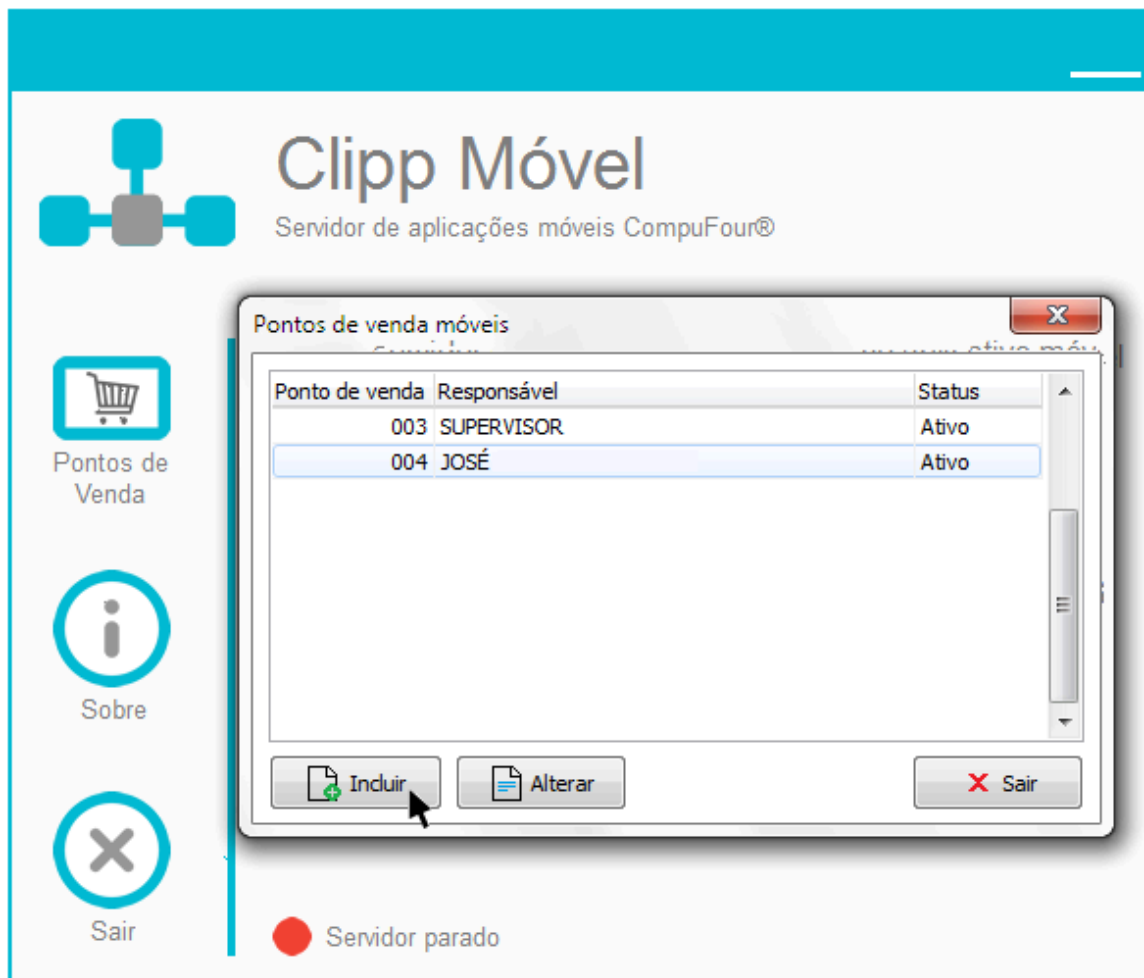 Clipp Móvel
Servidor de aplicações móveis CompuFour®
Pontos de venda móveis
Ponto de venda Responsável Status
003 SUPERVISOR Ativo
004 JOSÉ Ativo
Pontos de
Venda
Sobre
Incluir Alterar Sair
Sair
Servidor parado